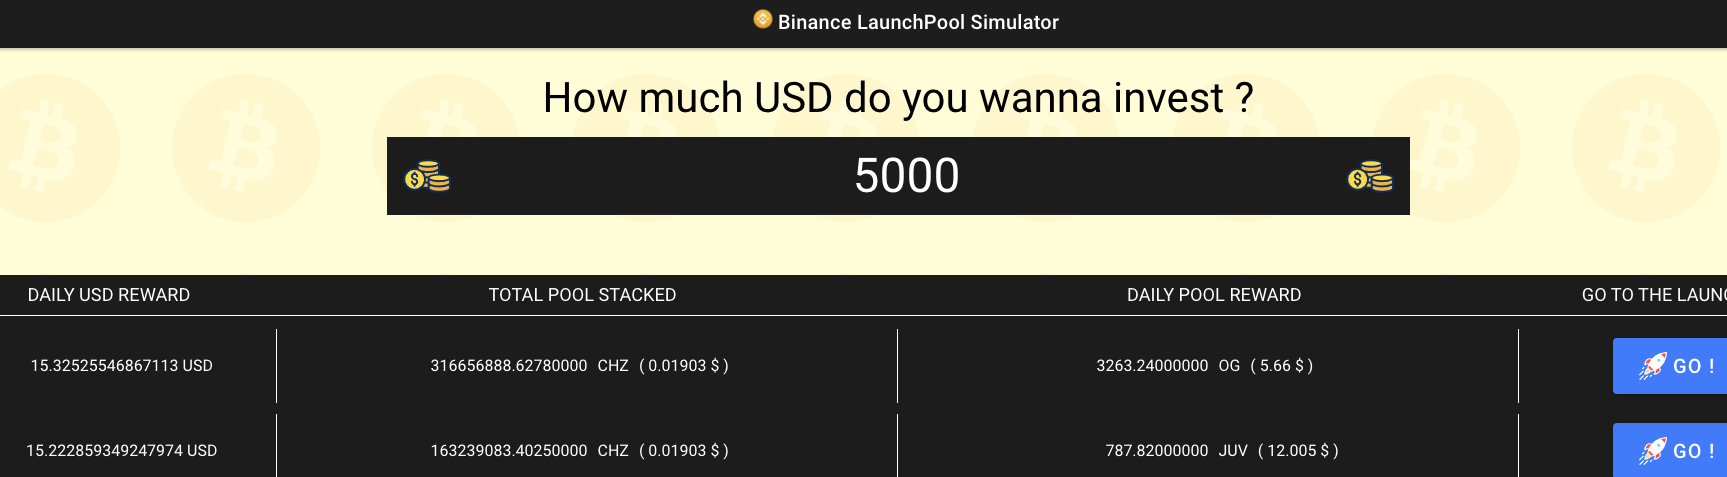 Binance LaunchPool Simulator
How much USD do you wanna invest ?
5000
DAILY USD REWARD TOTAL POOL STACKED DAILY POOL REWARD GO TO THE
15.32525546867113 USD 316656888.62780000 CHZ ( 0.01903 $ ) 3263.24000000 OG ( 5.66 $ ) GO !
15.222859349247974 USD 163239083.40250000 CHZ ( 0.01903 $ ) 787.82000000 JUV ( 12.005 $ ) GO !